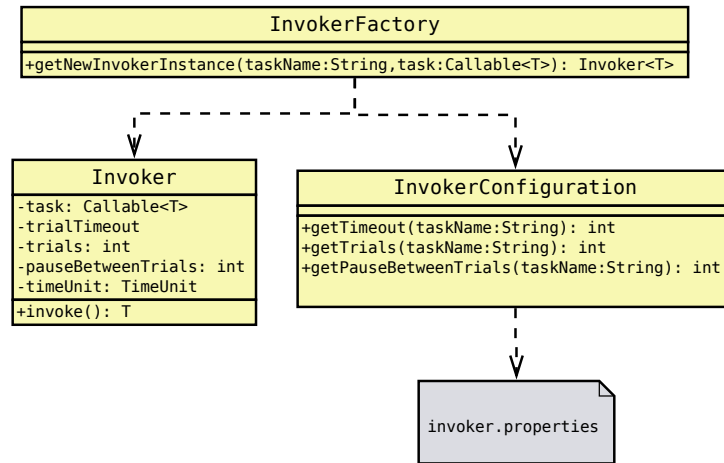 InvokerFactory
+getNewInvokerInstance(taskName:String,task:Callable<T>): Invoker<T>
Invoker
-task: Callable<T>
-trialTimeout
-trials: int
-pauseBetweenTrials: int
-timeUnit: TimeUnit
+invoke(): T
InvokerConfiguration
+getTimeout(taskName:String): int
+getTrials(taskName:String): int
+getPauseBetweenTrials(taskName:String): int
invoker.properties